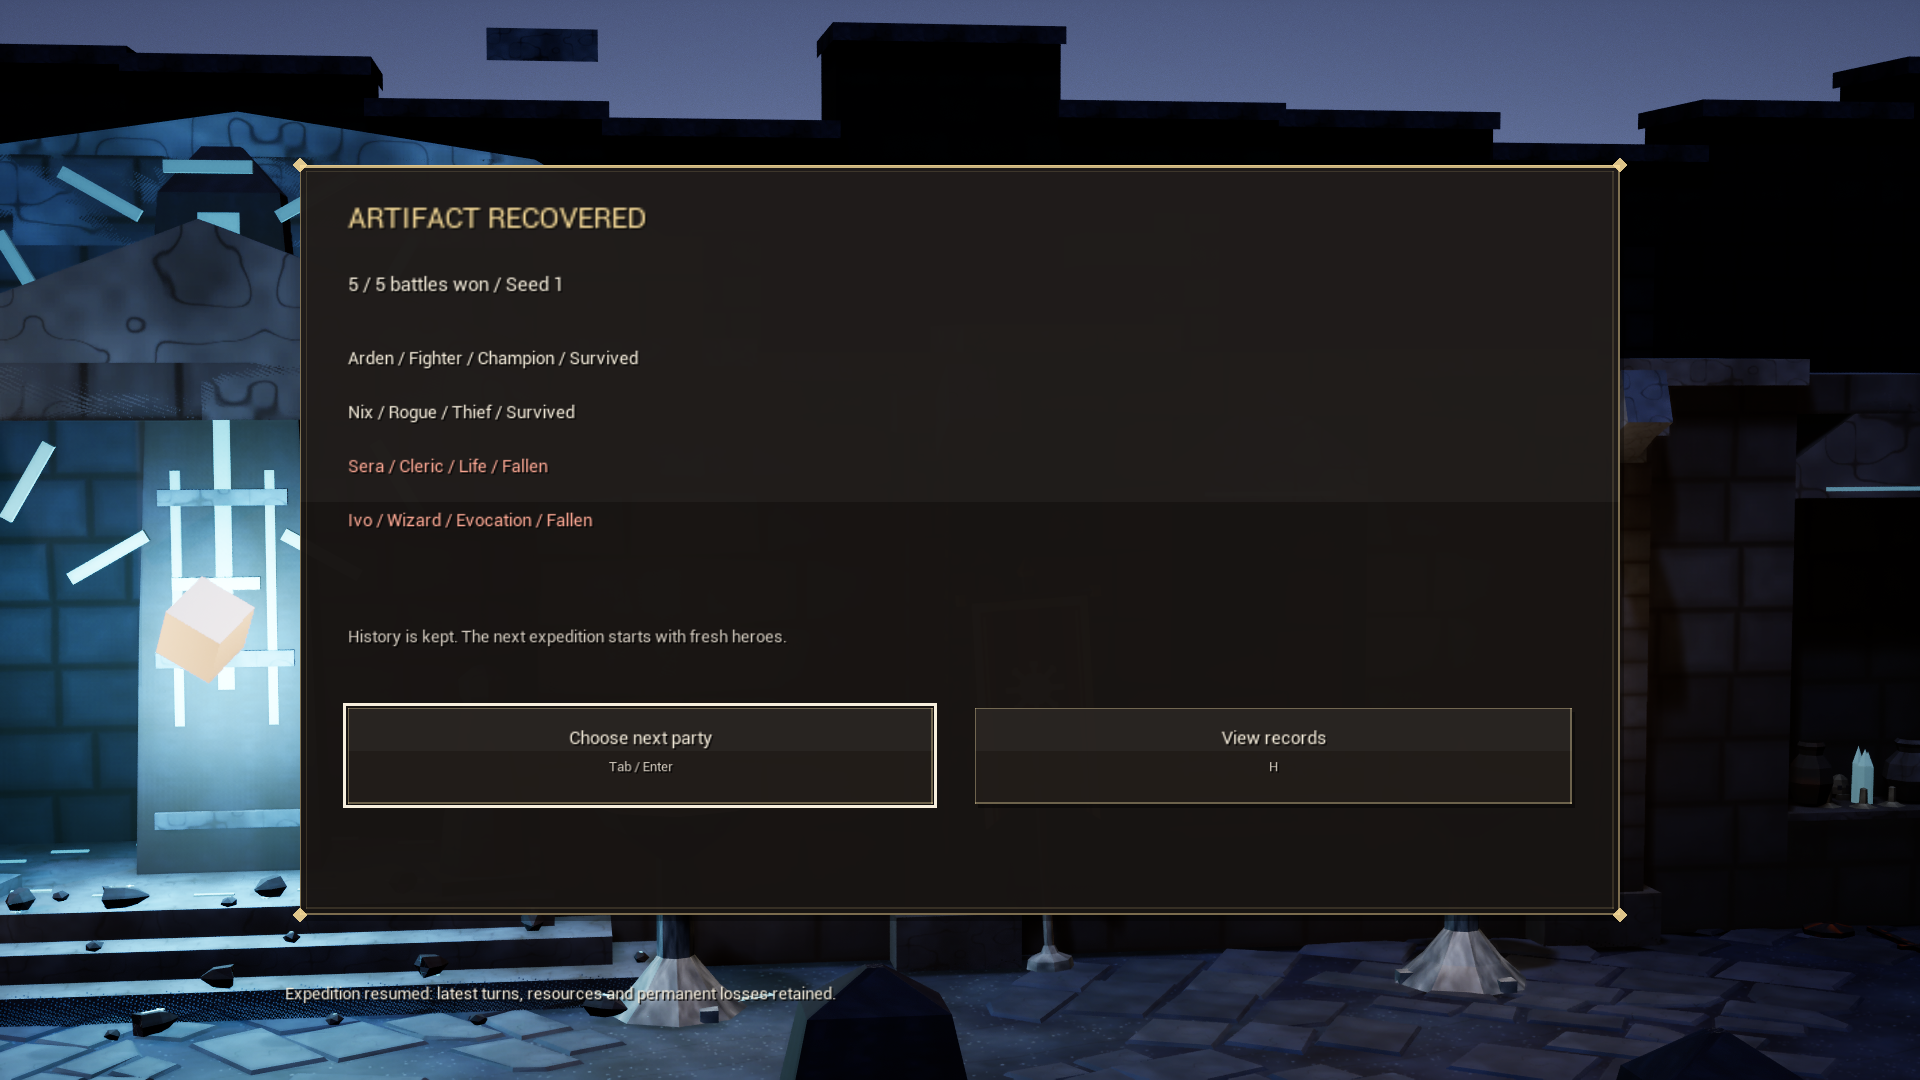 ARTIFACT RECOVERED
5 / 5 battles won / Seed 1
Arden / Fighter / Champion / Survived
Nix / Rogue / Thief / Survived
Sera / Cleric / Life / Fallen
Ivo / Wizard / Evocation / Fallen
History is kept. The next expedition starts with fresh heroes.
Choose next party
Tab / Enter
View records
H
Expedition resumed: latest turns, resources and permanent losses retained.